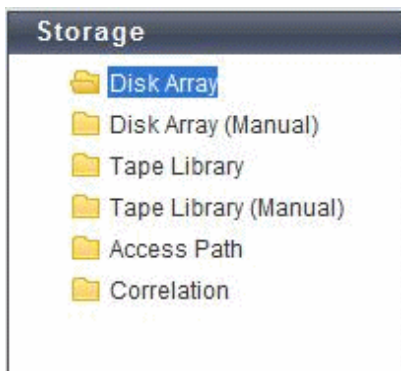 Storage
Disk Array
Disk Array (Manual)
Tape Library
Tape Library (Manual)
Access Path
Correlation